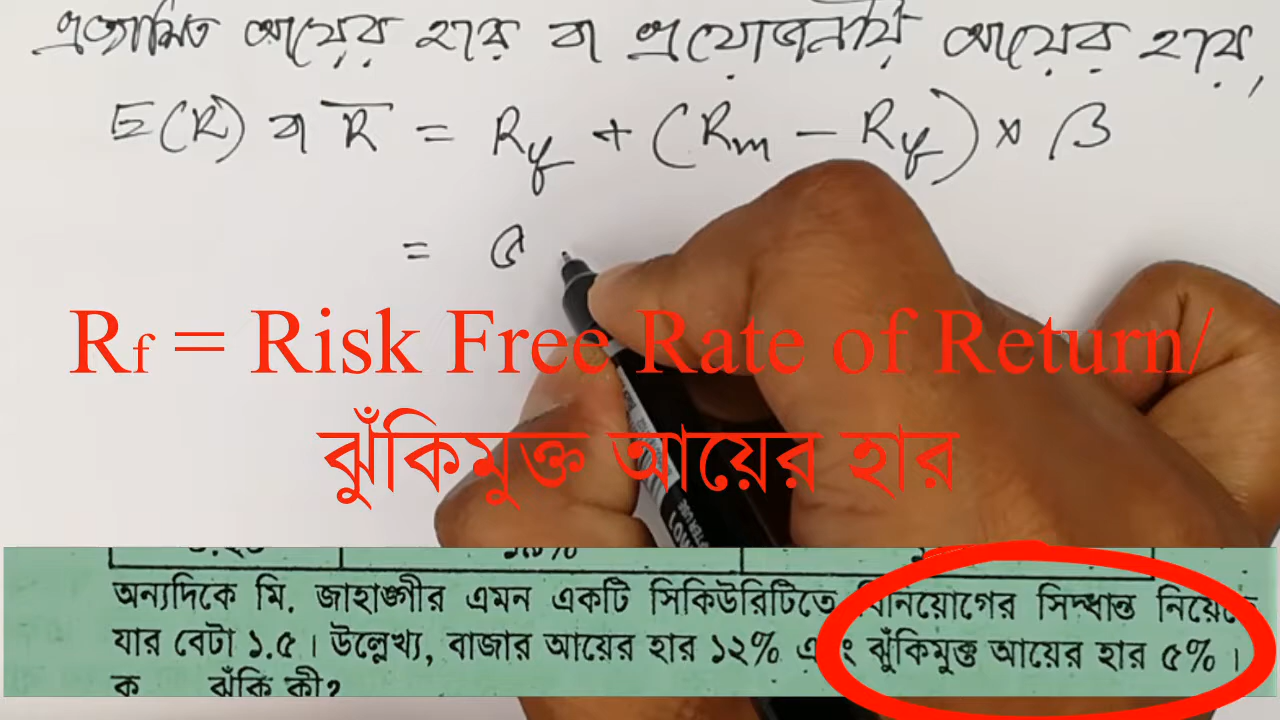 প্রত্যাশিত আয়ের হার বা প্রয়োজনীয় আয়ের হার,
E(R) বা R̅ = Rf + (Rm − Rf) × β
= ৫
Rf = Risk Free Rate of Return/
ঝুঁকিমুক্ত আয়ের হার
অন্যদিকে মি. জাহাঙ্গীর এমন একটি সিকিউরিটিতে বিনিয়োগের সিদ্ধান্ত
যার বেটা ১.৫। উল্লেখ্য, বাজার আয়ের হার ১২% এবং ঝুঁকিমুক্ত আয়ের হার ৫%।
ক ঝুঁকি কী?